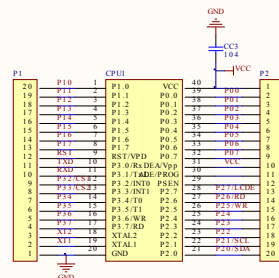 GND
CC3
104
VCC
P1 CPU1 P2
20 P10 1 P1.0 VCC 40 1
19 P11 2 P1.1 P0.0 39 P00 2
18 P12 3 P1.2 P0.1 38 P01 3
17 P13 4 P1.3 P0.2 37 P02 4
16 P14 5 P1.4 P0.3 36 P03 5
15 P15 6 P1.5 P0.4 35 P04 6
14 P16 7 P1.6 P0.5 34 P05 7
13 P17 8 P1.7 P0.6 33 P06 8
12 RST 9 RST/VPD P0.7 32 P07 9
11 TXD 10 P3.0/RxD EA/Vpp 31 VCC 10
10 RXD 11 P3.1/TxD ALE/PROG 30 11
9 P32/CS1 12 P3.2/INT0 PSEN 29 12
8 P33/CS2 13 P3.3/INT1 P2.7 28 P27/LCDE 13
7 P34 14 P3.4/T0 P2.6 27 P26/RD 14
6 P35 15 P3.5/T1 P2.5 26 P25/WR 15
5 P36 16 P3.6/WR P2.4 25 P24 16
4 P37 17 P3.7/RD P2.3 24 P23 17
3 X12 18 XTAL2 P2.2 23 P22 18
2 XT1 19 XTAL1 P2.1 22 P21/SCL 19
1 20 GND P2.0 21 P20/SDA 20
GND